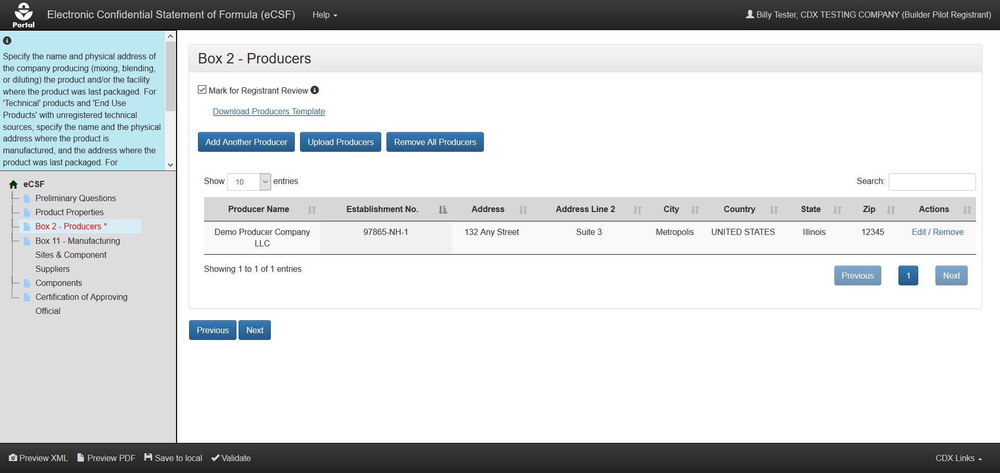 Portal
Electronic Confidential Statement of Formula (eCSF)
Help
Billy Tester, CDX TESTING COMPANY (Builder Pilot Registrant)
Specify the name and physical address of
the company producing (mixing, blending,
or diluting) the product and/or the facility
where the product was last packaged. For
'Technical' products and 'End Use
Products' with unregistered technical
sources, specify the name and the physical
address where the product is
manufactured, and the address where the
product was last packaged. For
eCSF
Preliminary Questions
Product Properties
Box 2 - Producers *
Box 11 - Manufacturing
Sites & Component
Suppliers
Components
Certification of Approving
Official
Box 2 - Producers
Mark for Registrant Review
Download Producers Template
Add Another Producer
Upload Producers
Remove All Producers
Show 10 entries
Search:
Producer Name Establishment No. Address Address Line 2 City Country State Zip Actions
Demo Producer Company 97865-NH-1 132 Any Street Suite 3 Metropolis UNITED STATES Illinois 12345 Edit / Remove
LLC
Showing 1 to 1 of 1 entries
Previous 1 Next
Previous Next
Preview XML Preview PDF Save to local Validate
CDX Links